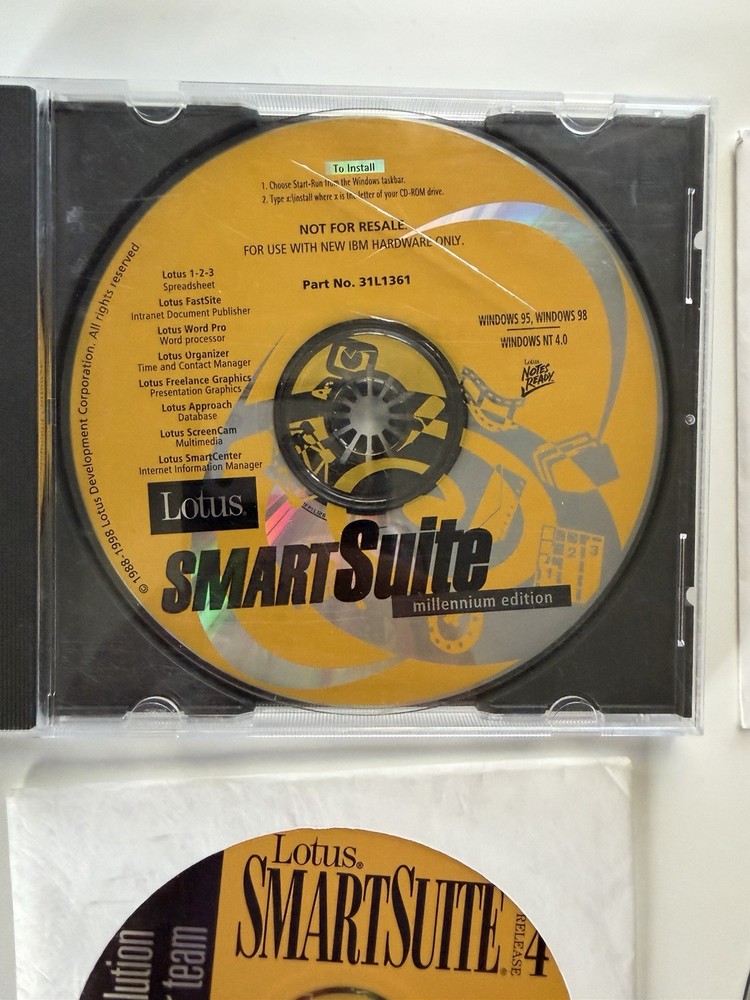 To Install
1. Choose Start-Run from the Windows taskbar.
2. Type x:\install where x is the letter of your CD-ROM drive.
NOT FOR RESALE.
FOR USE WITH NEW IBM HARDWARE ONLY.
Part No. 31L1361
Lotus 1-2-3
Spreadsheet
Lotus FastSite
Intranet Document Publisher
Lotus Word Pro
Word processor
Lotus Organizer
Time and Contact Manager
Lotus Freelance Graphics
Presentation Graphics
Lotus Approach
Database
Lotus ScreenCam
Multimedia
Lotus SmartCenter
Internet Information Manager
WINDOWS 95, WINDOWS 98
WINDOWS NT 4.0
Lotus
NOTES
READY
© 1988-1998 Lotus Development Corporation. All rights reserved
Lotus®
SMARTSuite
millennium edition
1 2 3
Lotus®
SMARTSUITE®
RELEASE 4
team